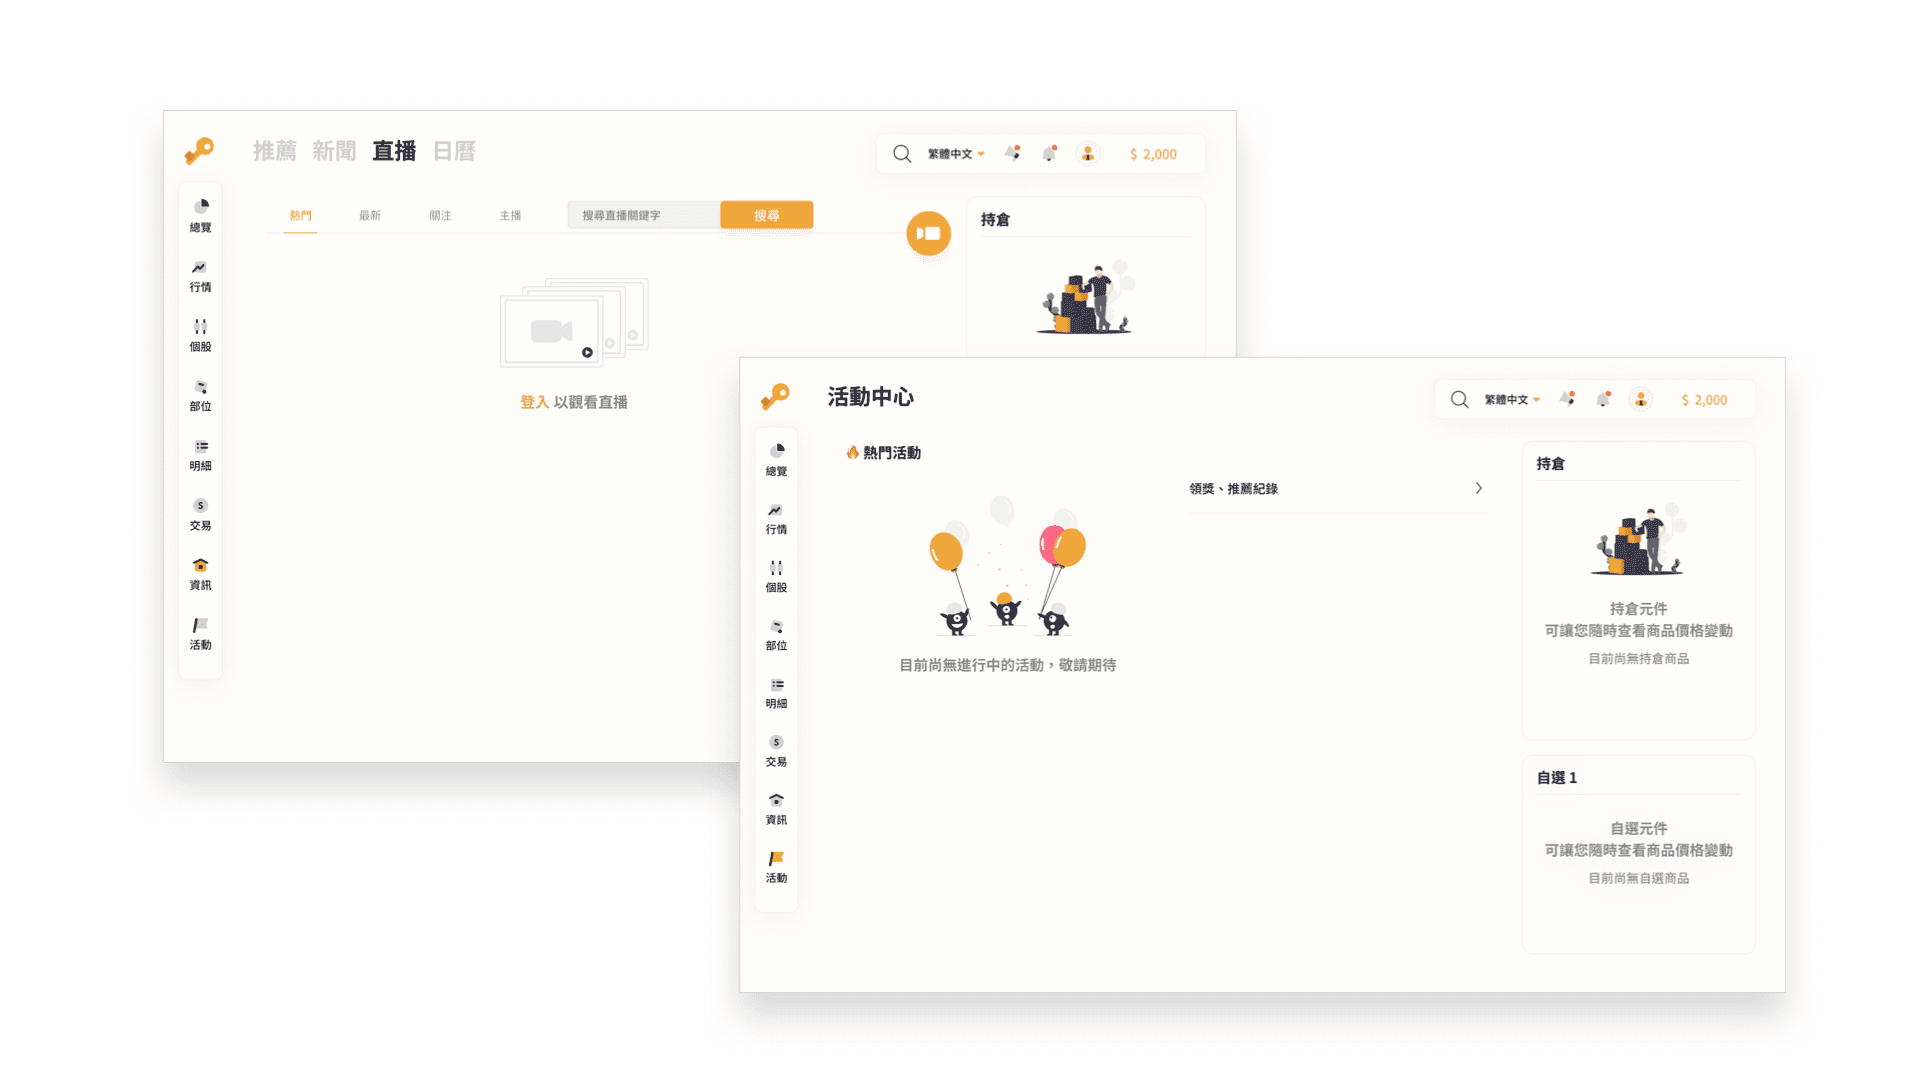 推薦 新聞 直播 日曆
繁體中文
$ 2,000
總覽
行情
個股
部位
明細
S
交易
資訊
活動
熱門 最新 關注 主播
搜尋直播關鍵字
搜尋
登入 以觀看直播
持倉
活動中心
繁體中文
$ 2,000
總覽
行情
個股
部位
明細
S
交易
資訊
活動
熱門活動
目前尚無進行中的活動，敬請期待
領獎、推薦紀錄
持倉
持倉元件
可讓您隨時查看商品價格變動
目前尚無持倉商品
自選 1
自選元件
可讓您隨時查看商品價格變動
目前尚無自選商品